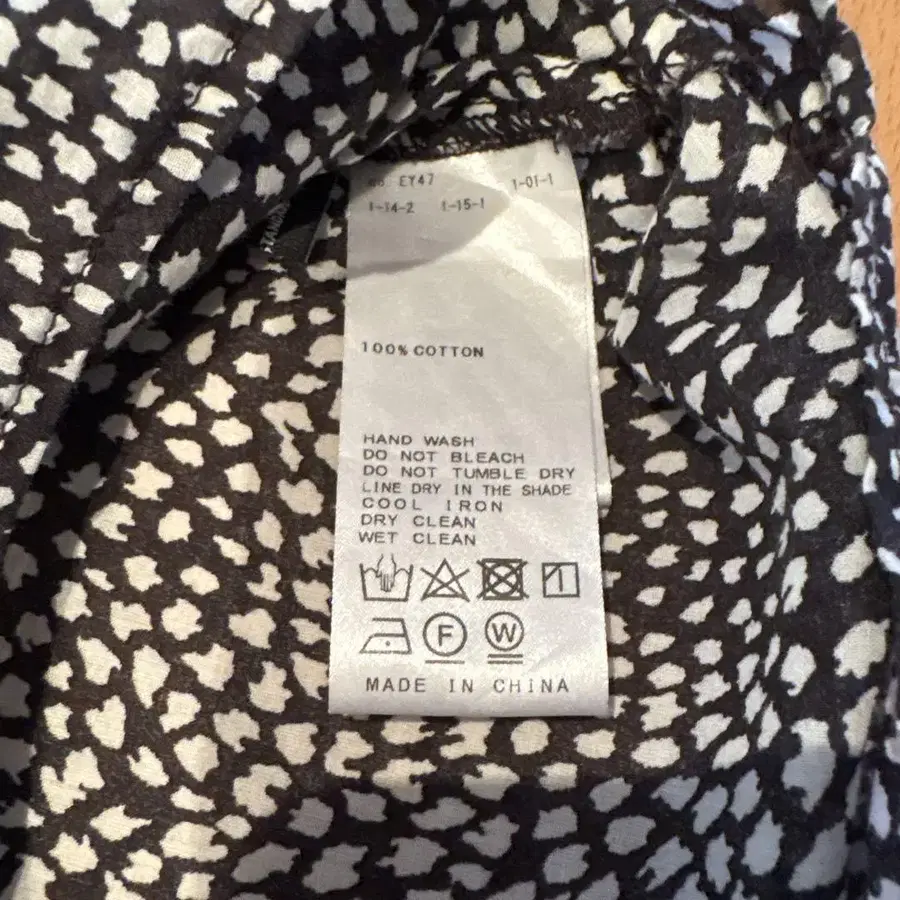 NO. EY47 1-01-1
1-14-2 1-15-1
100% COTTON
HAND WASH
DO NOT BLEACH
DO NOT TUMBLE DRY
LINE DRY IN THE SHADE
COOL IRON
DRY CLEAN
WET CLEAN
F W
MADE IN CHINA